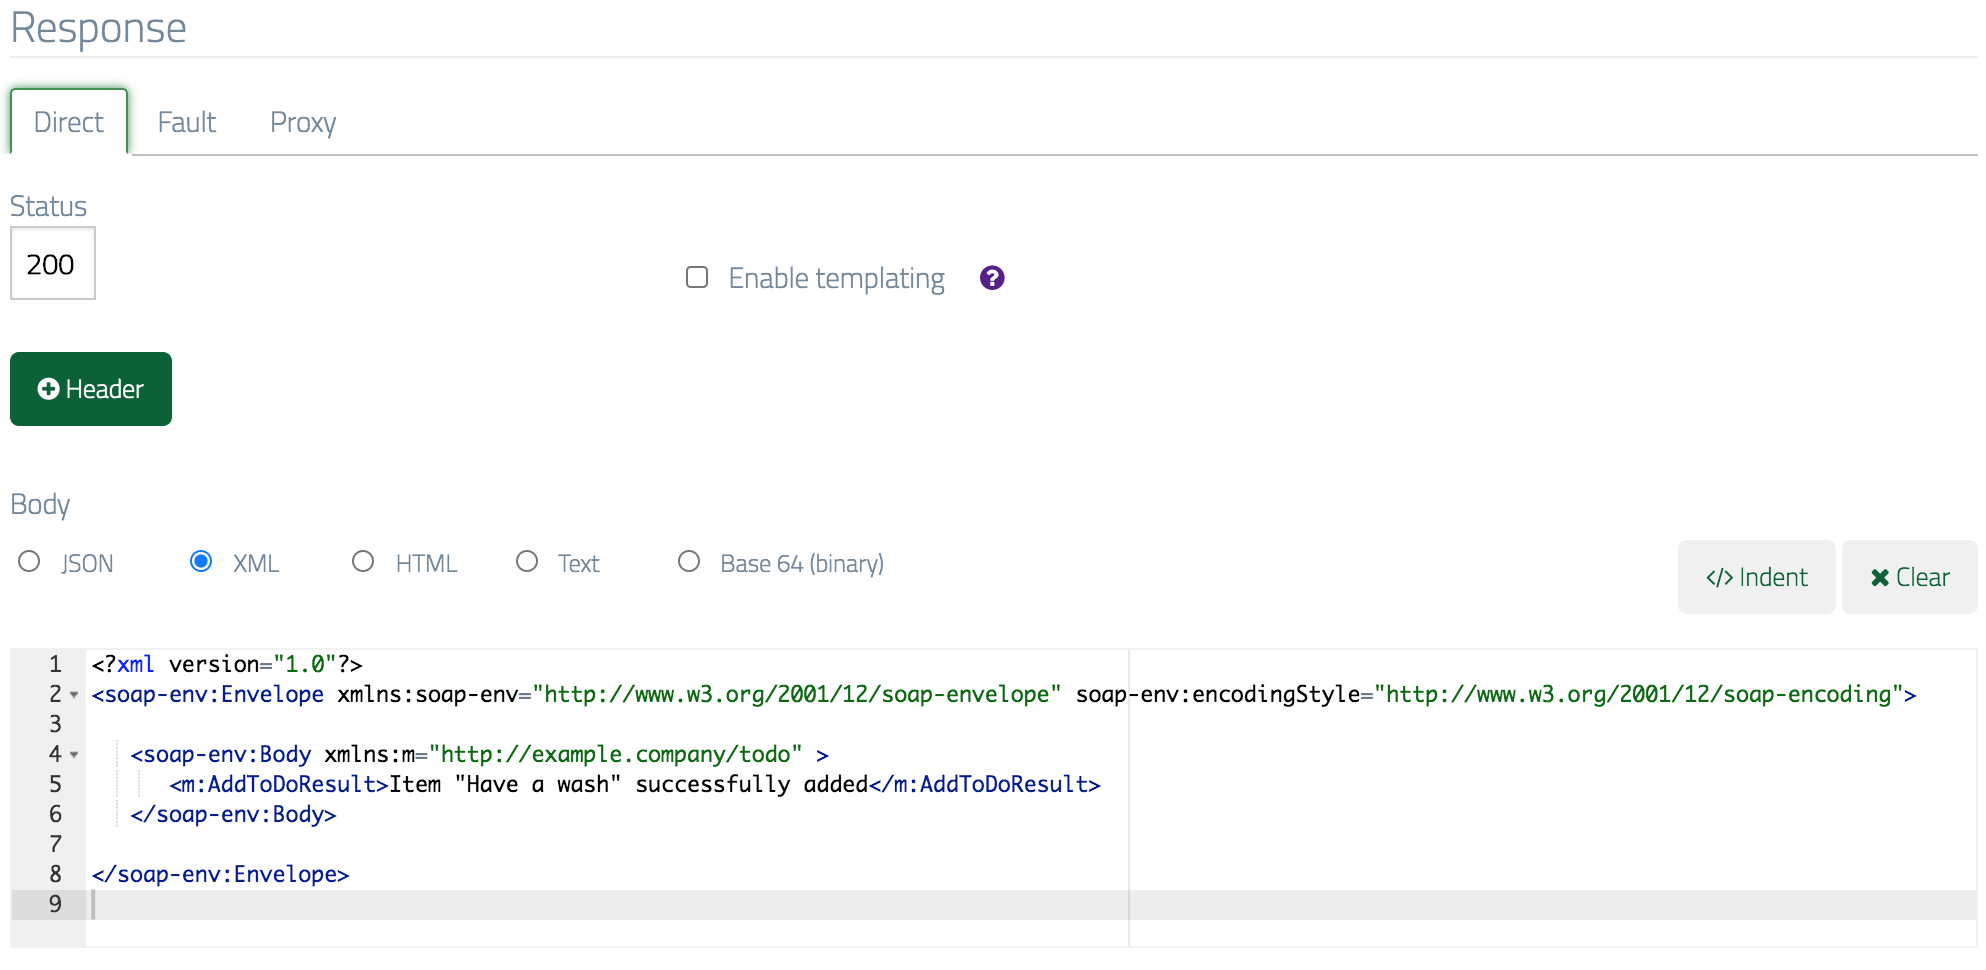 Response
Direct Fault Proxy
Status
200
Enable templating ?
Header
Body
JSON XML HTML Text Base 64 (binary)
</> Indent Clear
1 <?xml version="1.0"?>
2 <soap-env:Envelope xmlns:soap-env="http://www.w3.org/2001/12/soap-envelope" soap-env:encodingStyle="http://www.w3.org/2001/12/soap-encoding">
3
4 <soap-env:Body xmlns:m="http://example.company/todo" >
5 <m:AddToDoResult>Item "Have a wash" successfully added</m:AddToDoResult>
6 </soap-env:Body>
7
8 </soap-env:Envelope>
9